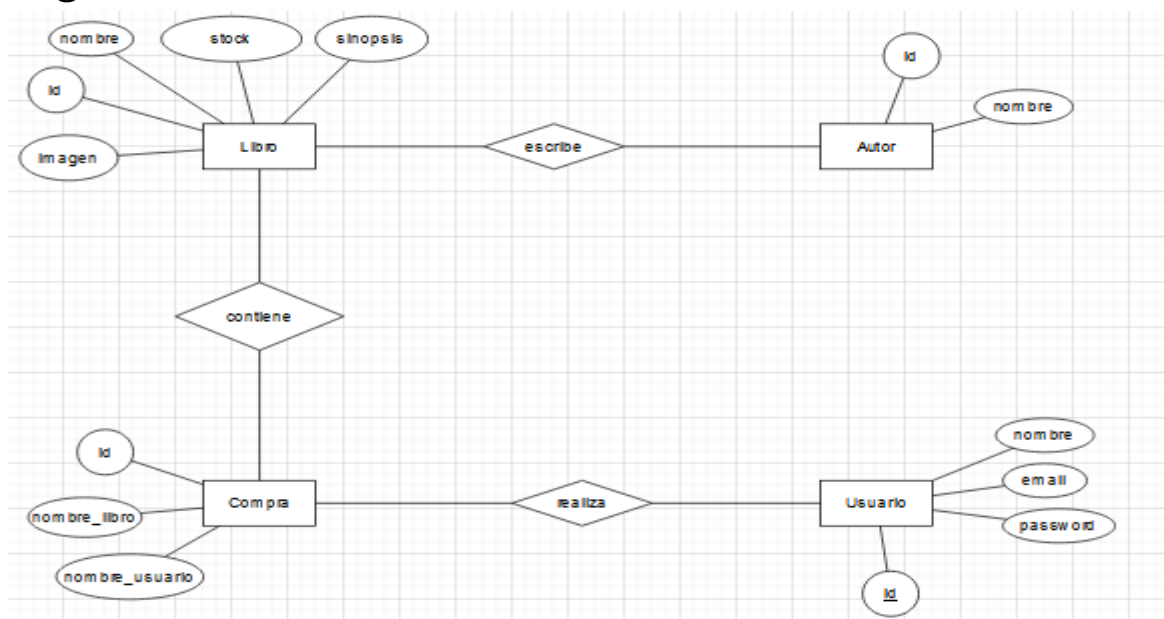 nombre
stock
sinopsis
id
id
nombre
imagen
Libro
escribe
Autor
contiene
id
nombre
email
nombre_libro
Compra
realiza
Usuario
password
nombre_usuario
id